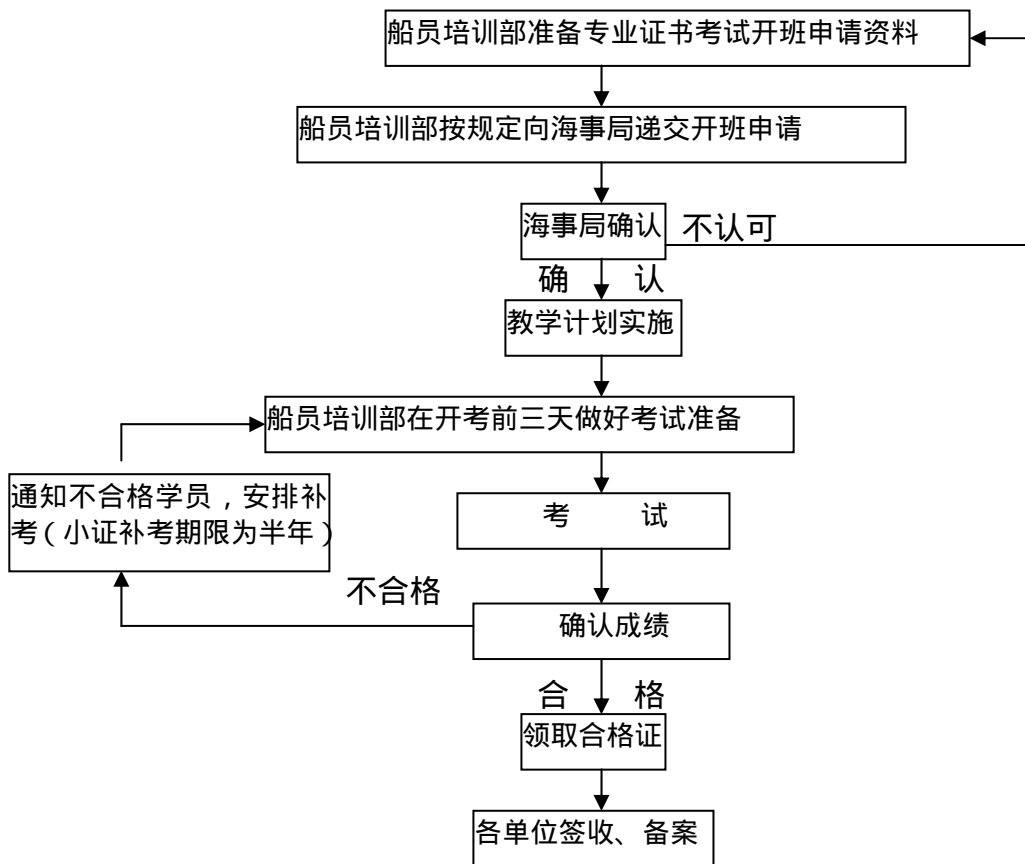 船员培训部准备专业证书考试开班申请资料
船员培训部按规定向海事局递交开班申请
海事局确认
不认可
确 认
教学计划实施
船员培训部在开考前三天做好考试准备
通知不合格学员，安排补
考（小证补考期限为半年）
考 试
不合格
确认成绩
合 格
领取合格证
各单位签收、备案